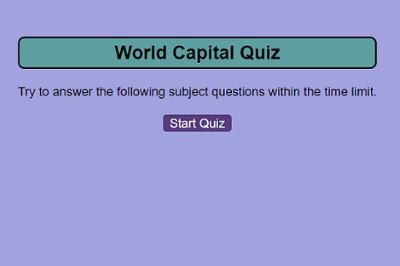 World Capital Quiz
Try to answer the following subject questions within the time limit.
Start Quiz